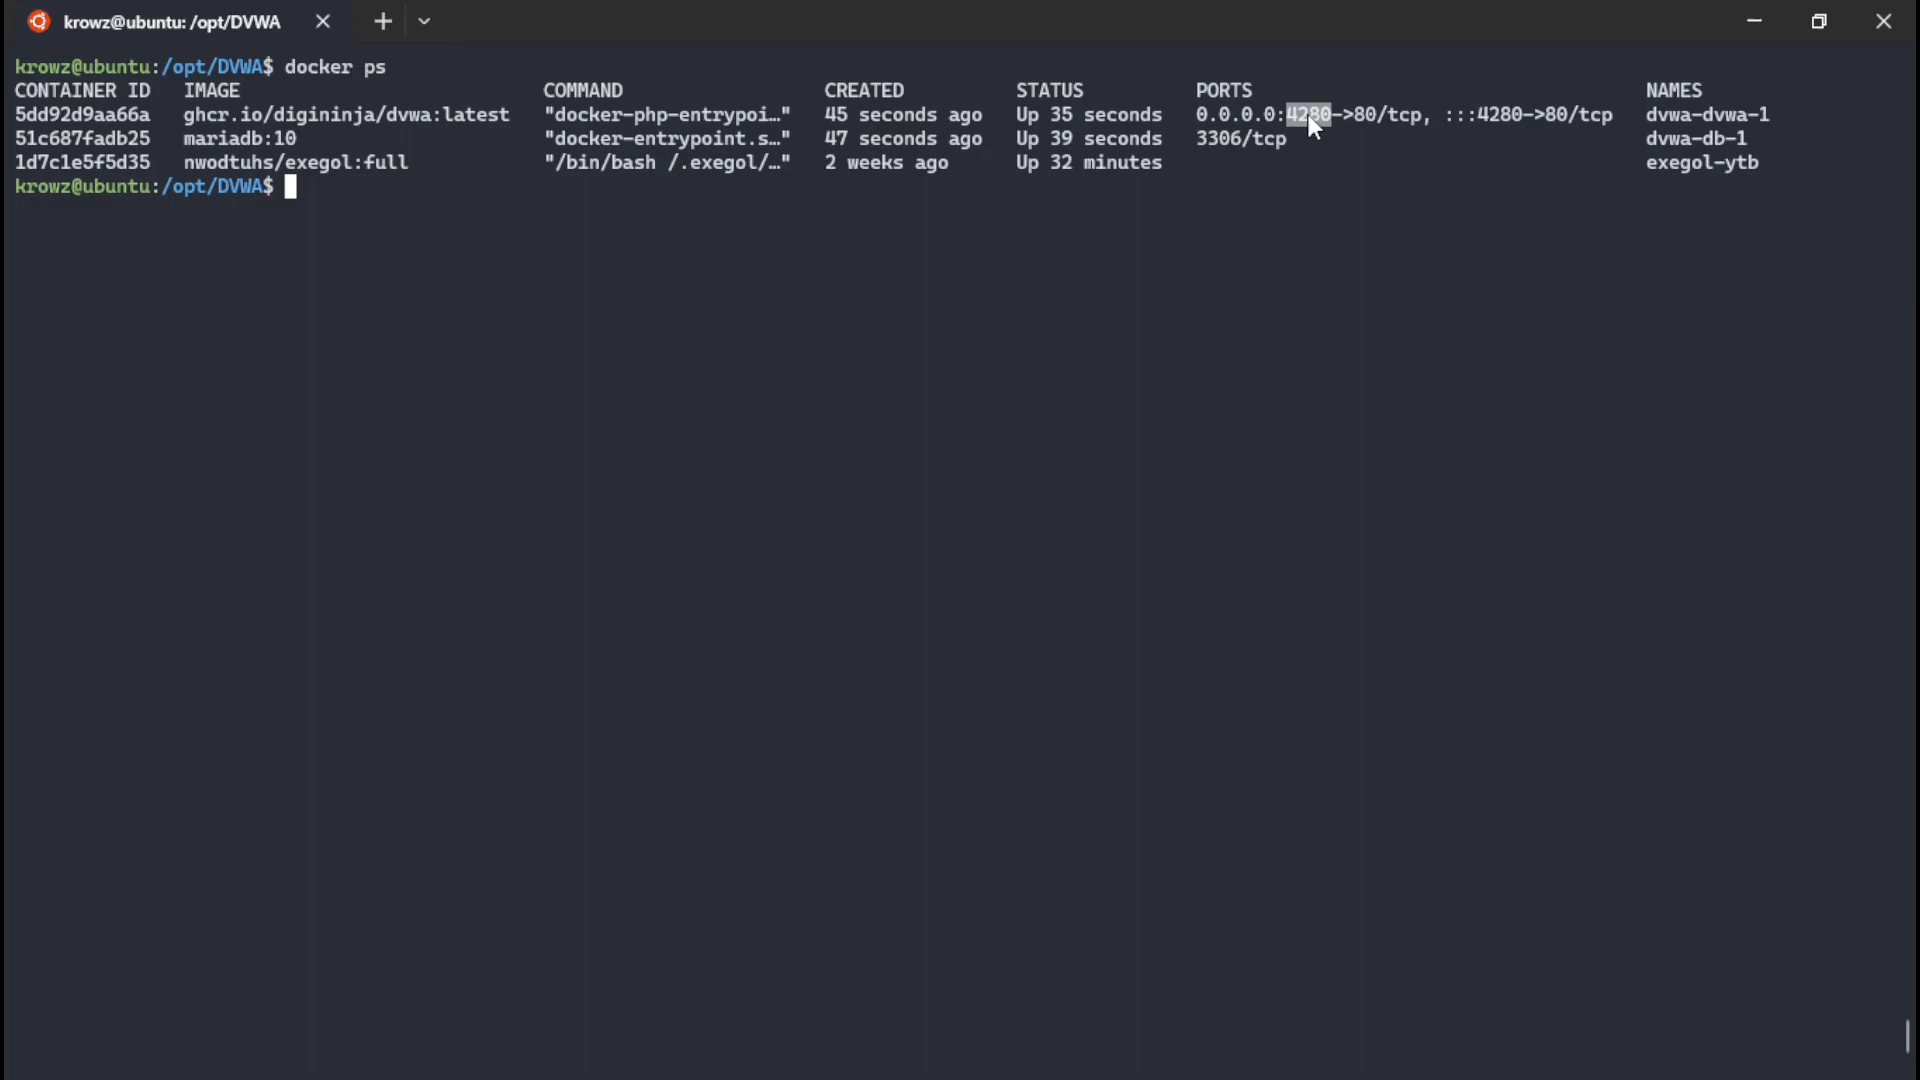 krowz@ubuntu: /opt/DVWA
krowz@ubuntu:/opt/DVWA$ docker ps
CONTAINER ID   IMAGE                           COMMAND                  CREATED          STATUS          PORTS                                   NAMES
5dd92d9aa66a   ghcr.io/digininja/dvwa:latest   "docker-php-entrypoi…"   45 seconds ago   Up 35 seconds   0.0.0.0:4280->80/tcp, :::4280->80/tcp   dvwa-dvwa-1
51c687fadb25   mariadb:10                      "docker-entrypoint.s…"   47 seconds ago   Up 39 seconds   3306/tcp                                dvwa-db-1
1d7c1e5f5d35   nwodtuhs/exegol:full            "/bin/bash /.exegol/…"   2 weeks ago      Up 32 minutes                                           exegol-ytb
krowz@ubuntu:/opt/DVWA$